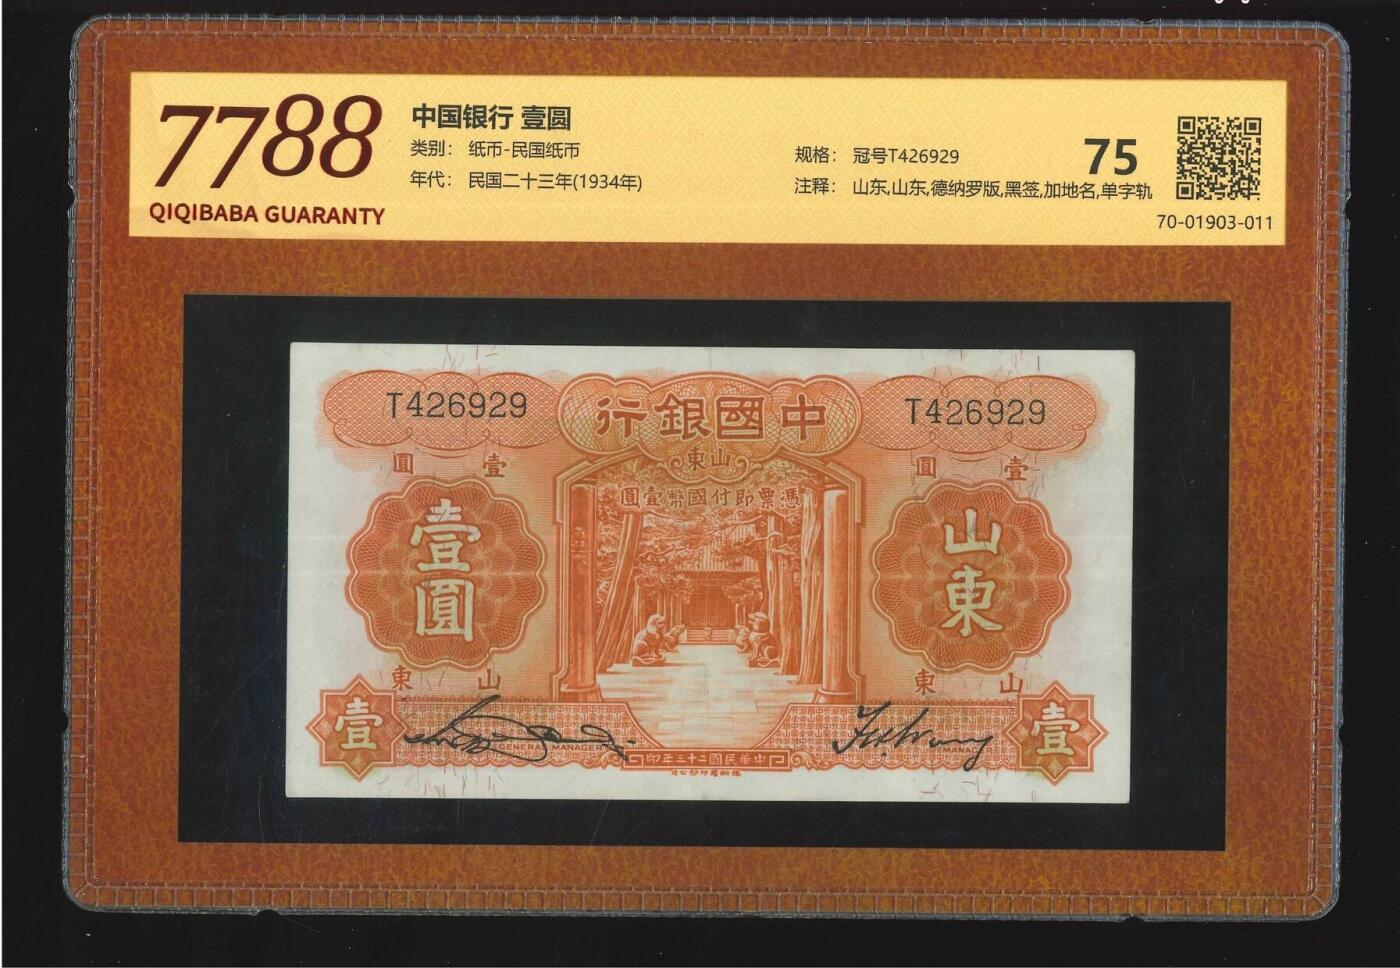 7788
QIQIBABA GUARANTY
中国银行 壹圆
类别： 纸币-民国纸币
年代： 民国二十三年(1934年)
规格： 冠号T426929
注释： 山东,山东,德纳罗版,黑签,加地名,单字轨
75
70-01903-011
T426929
行銀國中
T426929
東山
圓 壹
圓 壹
圓壹幣國付即票憑
壹圓
山東
東 山
東 山
壹
壹
GENERAL MANAGER
MANAGER
印年三十二國民華中